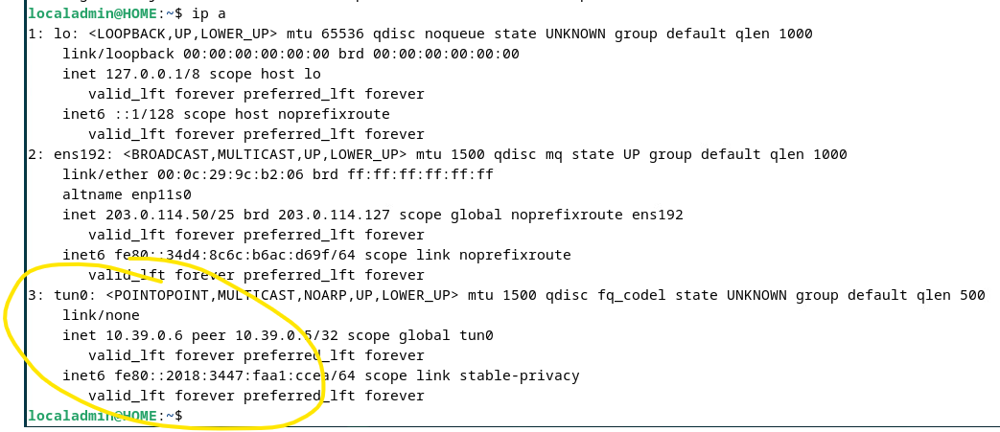 localadmin@HOME:~$ ip a
1: lo: <LOOPBACK,UP,LOWER_UP> mtu 65536 qdisc noqueue state UNKNOWN group default qlen 1000
    link/loopback 00:00:00:00:00:00 brd 00:00:00:00:00:00
    inet 127.0.0.1/8 scope host lo
       valid_lft forever preferred_lft forever
    inet6 ::1/128 scope host noprefixroute
       valid_lft forever preferred_lft forever
2: ens192: <BROADCAST,MULTICAST,UP,LOWER_UP> mtu 1500 qdisc mq state UP group default qlen 1000
    link/ether 00:0c:29:9c:b2:06 brd ff:ff:ff:ff:ff:ff
    altname enp11s0
    inet 203.0.114.50/25 brd 203.0.114.127 scope global noprefixroute ens192
       valid_lft forever preferred_lft forever
    inet6 fe80::34d4:8c6c:b6ac:d69f/64 scope link noprefixroute
       valid_lft forever preferred_lft forever
3: tun0: <POINTOPOINT,MULTICAST,NOARP,UP,LOWER_UP> mtu 1500 qdisc fq_codel state UNKNOWN group default qlen 500
    link/none
    inet 10.39.0.6 peer 10.39.0.5/32 scope global tun0
       valid_lft forever preferred_lft forever
    inet6 fe80::2018:3447:faa1:ccea/64 scope link stable-privacy
       valid_lft forever preferred_lft forever
localadmin@HOME:~$